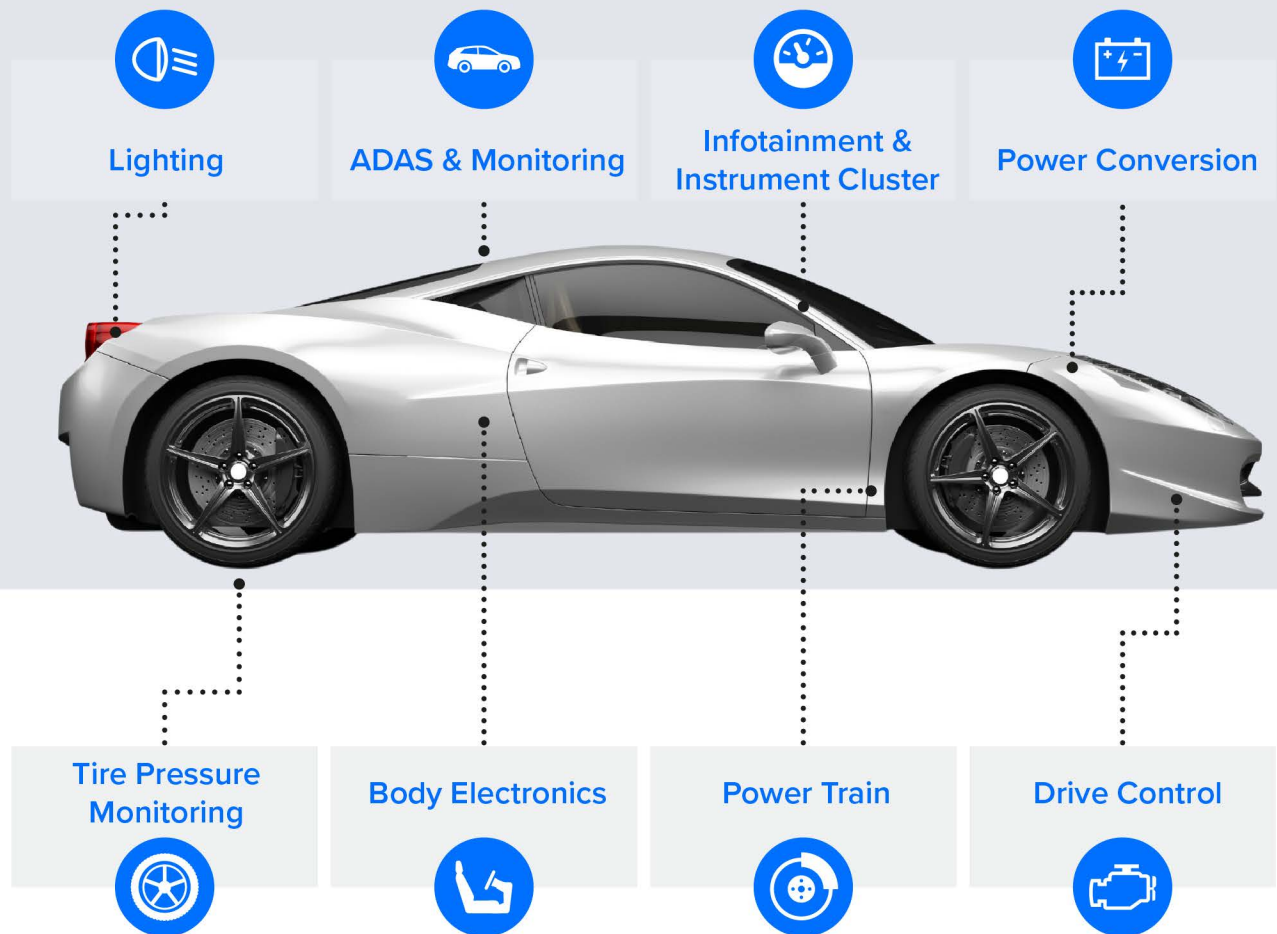 Lighting
ADAS & Monitoring
Infotainment &
Instrument Cluster
Power Conversion
Tire Pressure
Monitoring
Body Electronics
Power Train
Drive Control